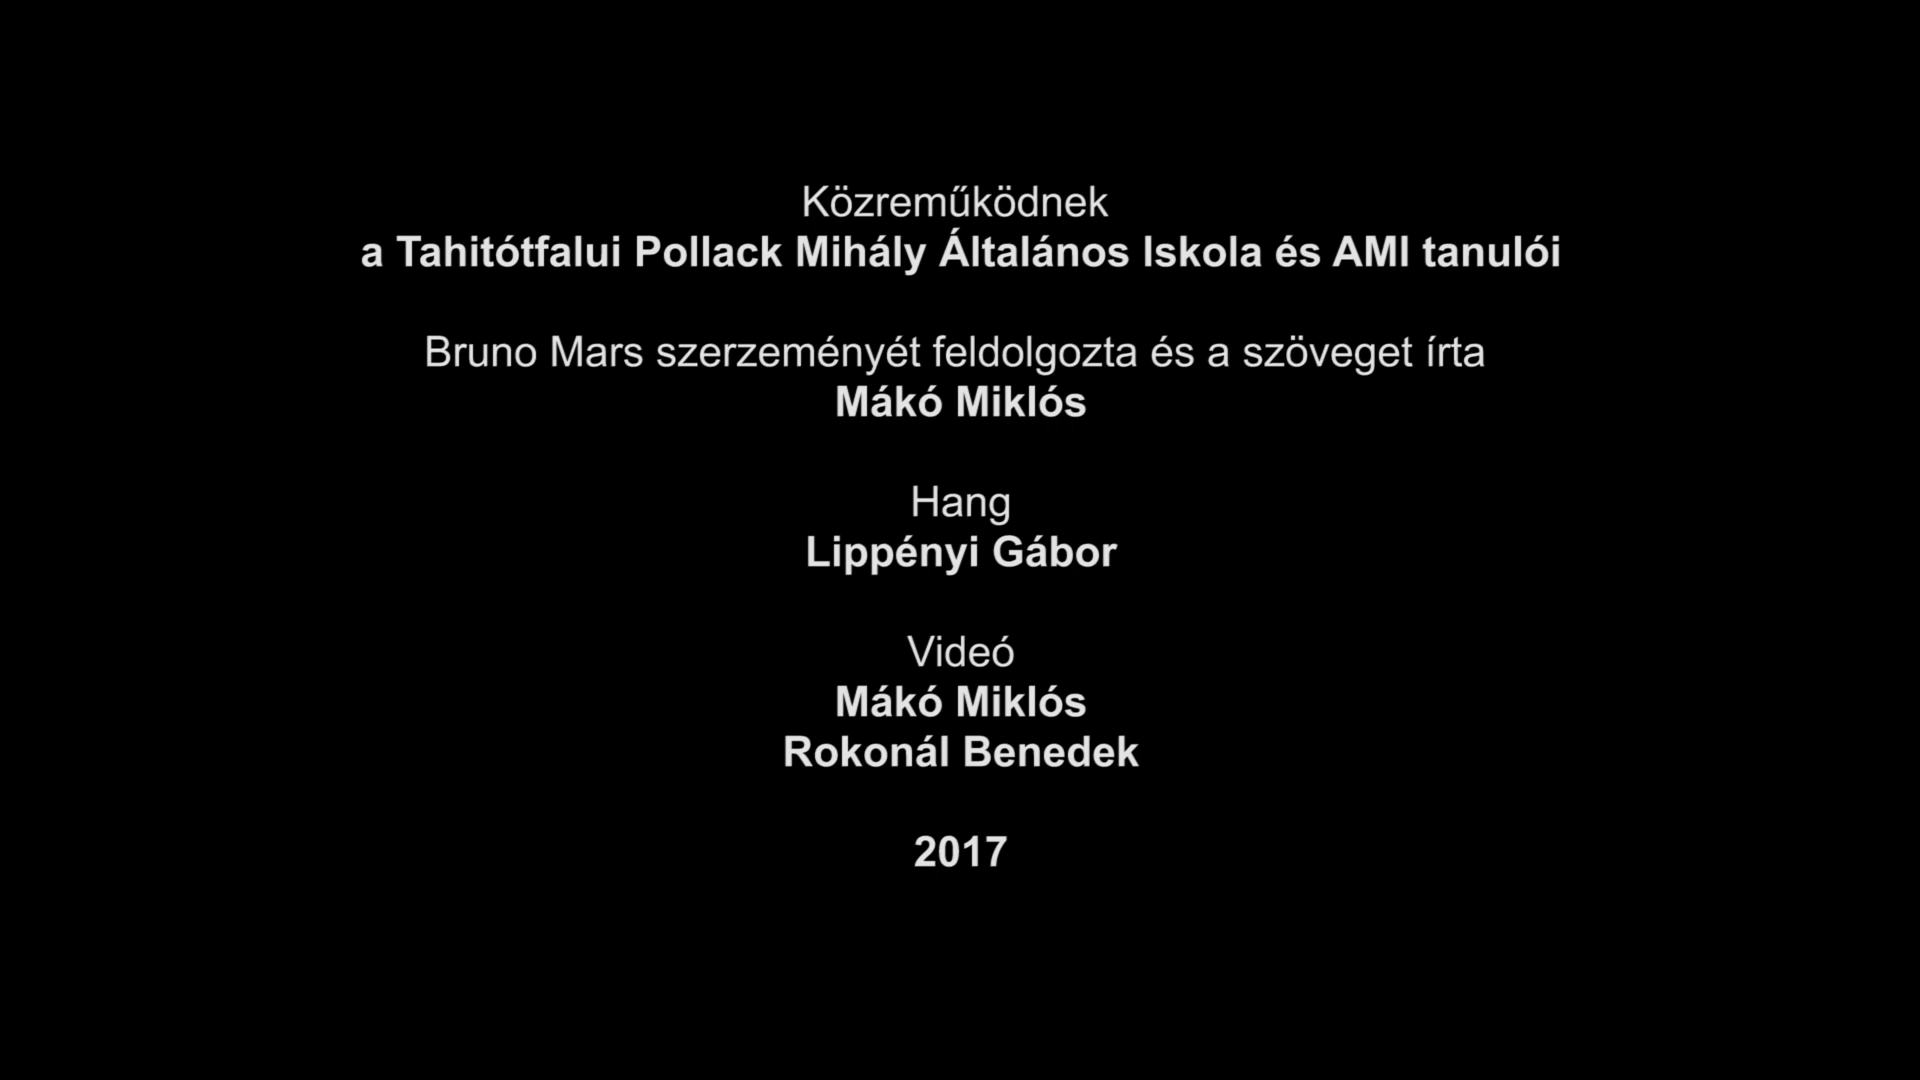 Közreműködnek
a Tahitótfalui Pollack Mihály Általános Iskola és AMI tanulói
Bruno Mars szerzeményét feldolgozta és a szöveget írta
Mákó Miklós
Hang
Lippényi Gábor
Videó
Mákó Miklós
Rokonál Benedek
2017